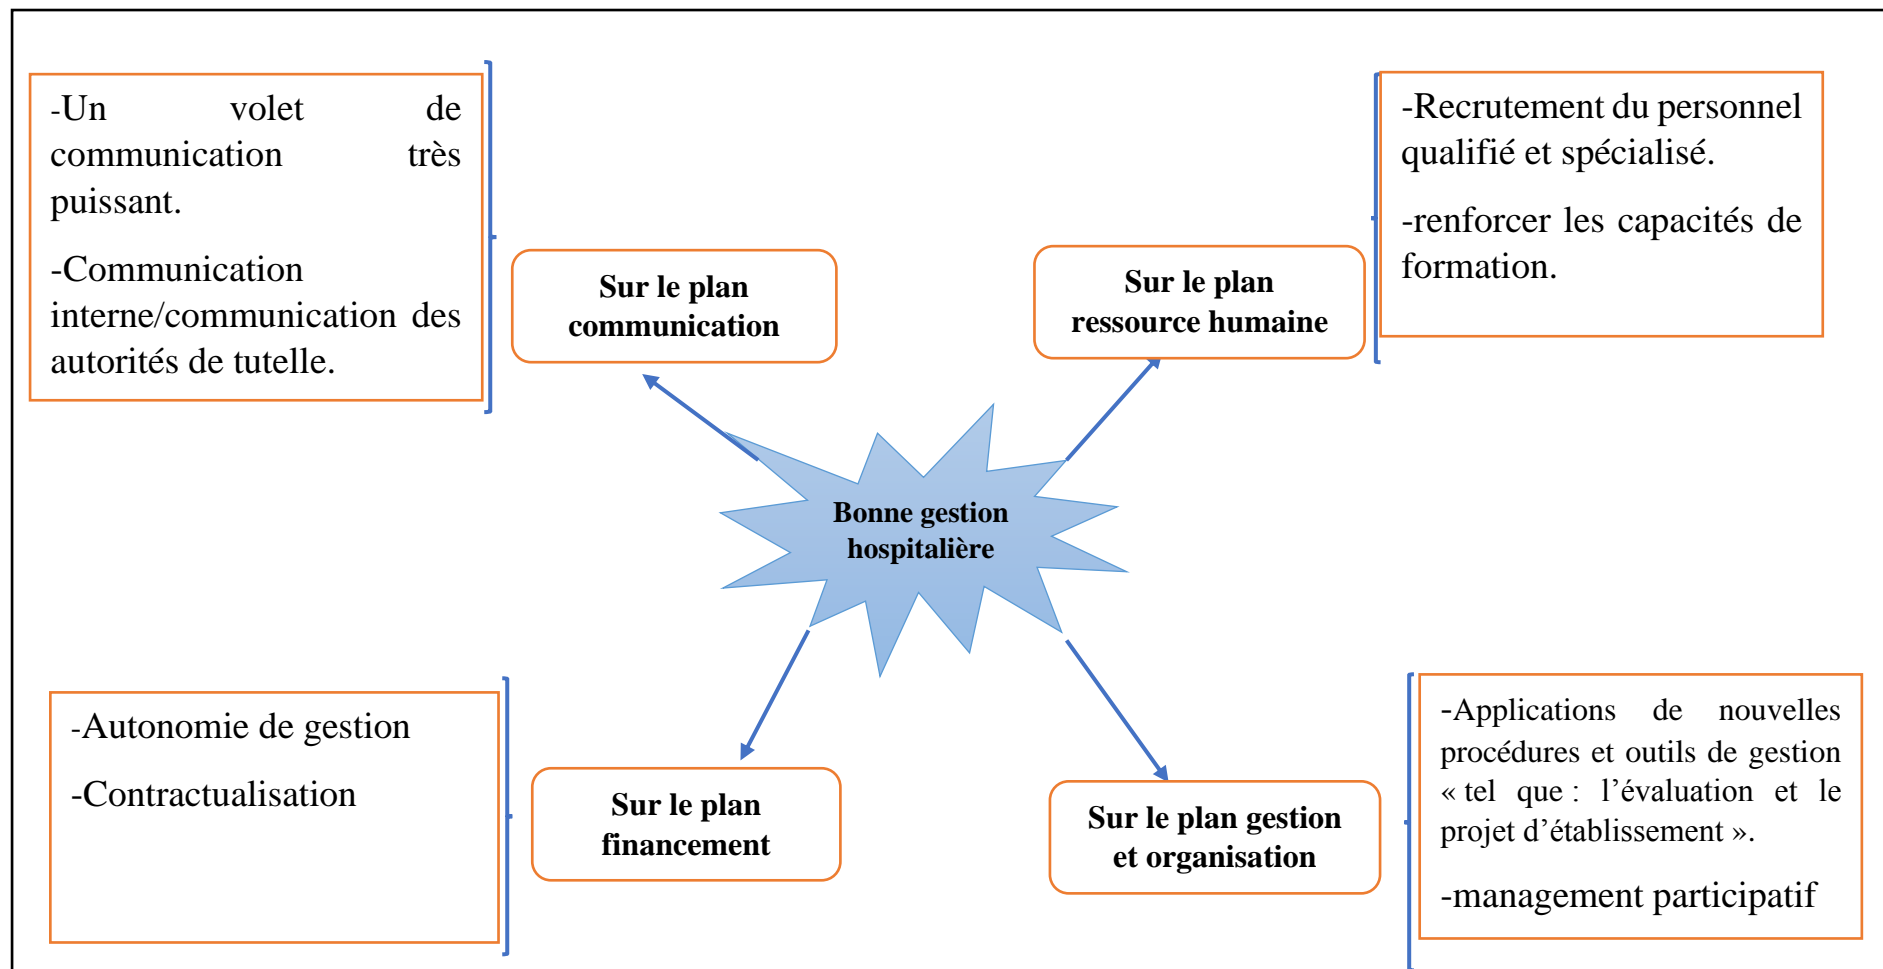 -Un volet de
communication très
puissant.
-Communication
interne/communication des
autorités de tutelle.
Sur le plan
communication
Sur le plan
ressource humaine
-Recrutement du personnel
qualifié et spécialisé.
-renforcer les capacités de
formation.
Bonne gestion
hospitalière
-Autonomie de gestion
-Contractualisation
Sur le plan
financement
Sur le plan gestion
et organisation
-Applications de nouvelles
procédures et outils de gestion
« tel que : l’évaluation et le
projet d’établissement ».
-management participatif